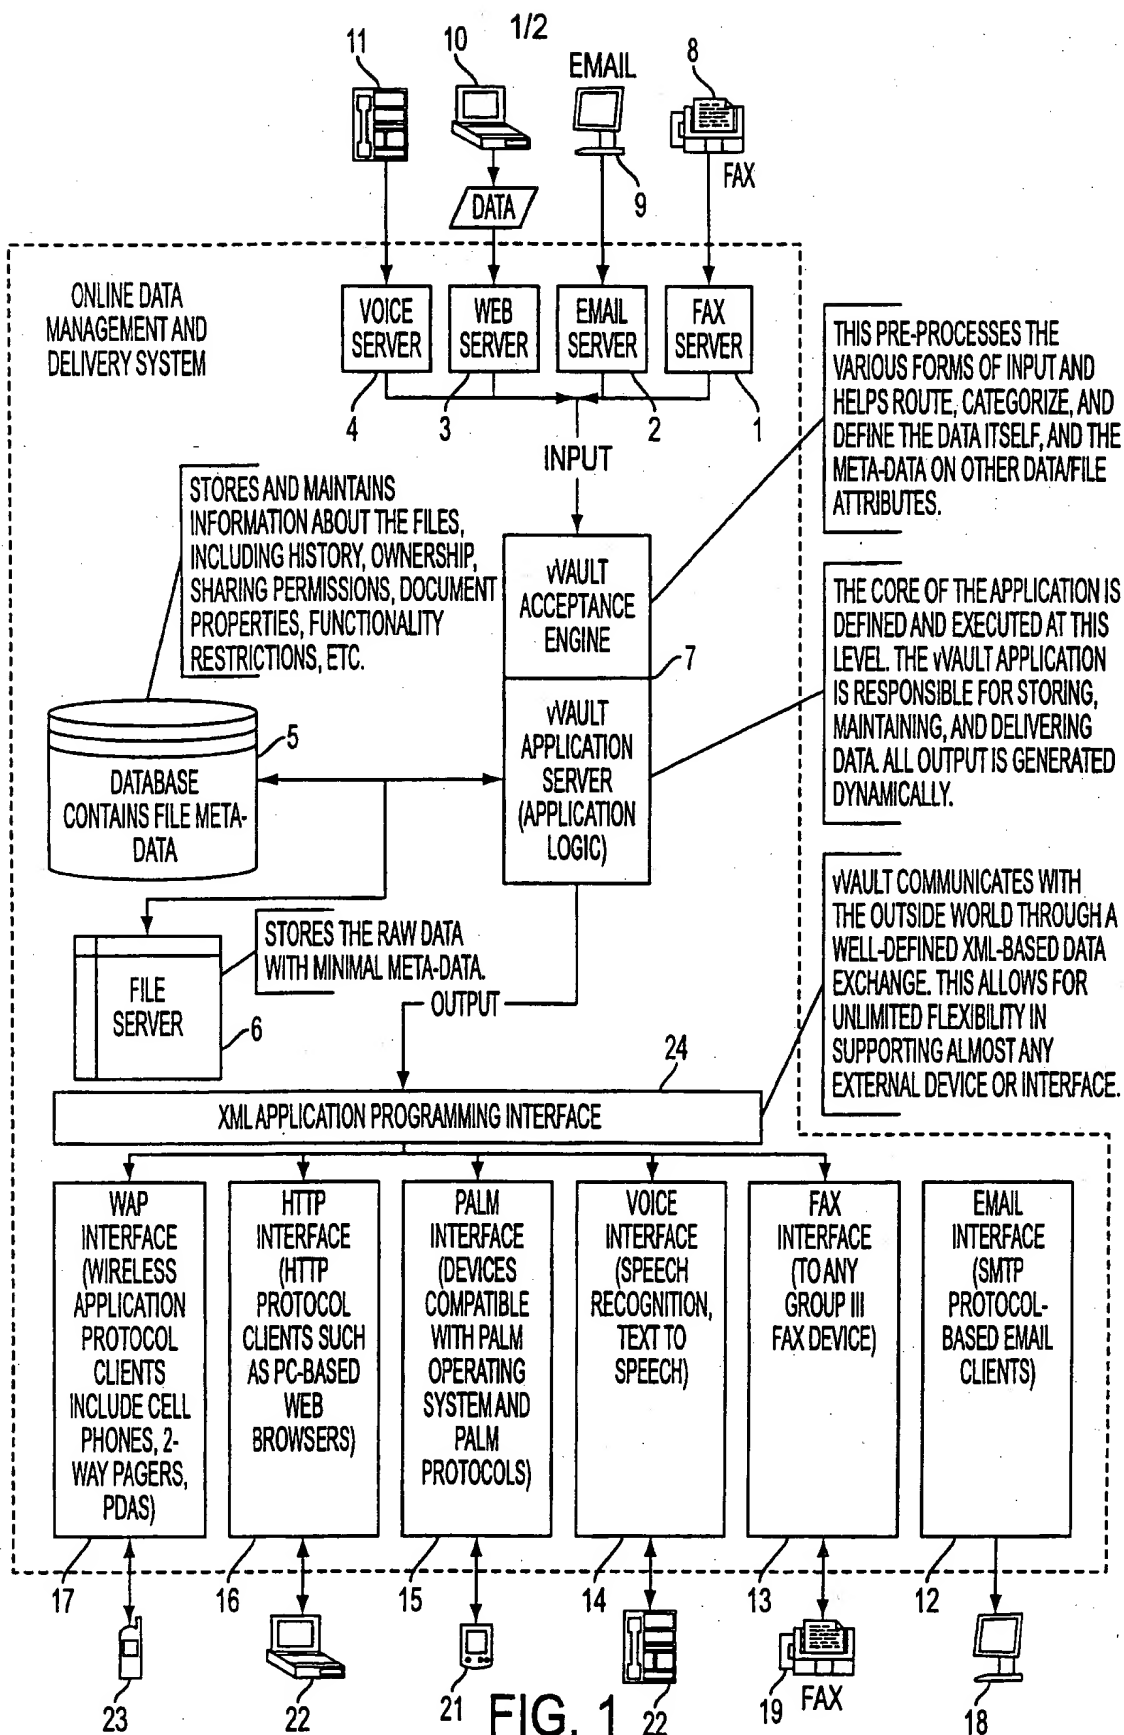 1/2
11
10
EMAIL
8
9
FAX
DATA
ONLINE DATA
MANAGEMENT AND
DELIVERY SYSTEM
VOICE
SERVER
WEB
SERVER
EMAIL
SERVER
FAX
SERVER
4
3
2
1
INPUT
THIS PRE-PROCESSES THE
VARIOUS FORMS OF INPUT AND
HELPS ROUTE, CATEGORIZE, AND
DEFINE THE DATA ITSELF, AND THE
META-DATA ON OTHER DATA/FILE
ATTRIBUTES.
STORES AND MAINTAINS
INFORMATION ABOUT THE FILES,
INCLUDING HISTORY, OWNERSHIP,
SHARING PERMISSIONS, DOCUMENT
PROPERTIES, FUNCTIONALITY
RESTRICTIONS, ETC.
vVAULT
ACCEPTANCE
ENGINE
7
vVAULT
APPLICATION
SERVER
(APPLICATION
LOGIC)
THE CORE OF THE APPLICATION IS
DEFINED AND EXECUTED AT THIS
LEVEL. THE vVAULT APPLICATION
IS RESPONSIBLE FOR STORING,
MAINTAINING, AND DELIVERING
DATA. ALL OUTPUT IS GENERATED
DYNAMICALLY.
5
DATABASE
CONTAINS FILE META-
DATA
STORES THE RAW DATA
WITH MINIMAL META-DATA.
FILE
SERVER
6
OUTPUT
vVAULT COMMUNICATES WITH
THE OUTSIDE WORLD THROUGH A
WELL-DEFINED XML-BASED DATA
EXCHANGE. THIS ALLOWS FOR
UNLIMITED FLEXIBILITY IN
SUPPORTING ALMOST ANY
EXTERNAL DEVICE OR INTERFACE.
24
XML APPLICATION PROGRAMMING INTERFACE
WAP
INTERFACE
(WIRELESS
APPLICATION
PROTOCOL
CLIENTS
INCLUDE CELL
PHONES, 2-
WAY PAGERS,
PDAS)
HTTP
INTERFACE
(HTTP
PROTOCOL
CLIENTS SUCH
AS PC-BASED
WEB
BROWSERS)
PALM
INTERFACE
(DEVICES
COMPATIBLE
WITH PALM
OPERATING
SYSTEM AND
PALM
PROTOCOLS)
VOICE
INTERFACE
(SPEECH
RECOGNITION,
TEXT TO
SPEECH)
FAX
INTERFACE
(TO ANY
GROUP III
FAX DEVICE)
EMAIL
INTERFACE
(SMTP
PROTOCOL-
BASED EMAIL
CLIENTS)
17
16
15
14
13
12
23
22
21
22
19
FAX
18
FIG. 1